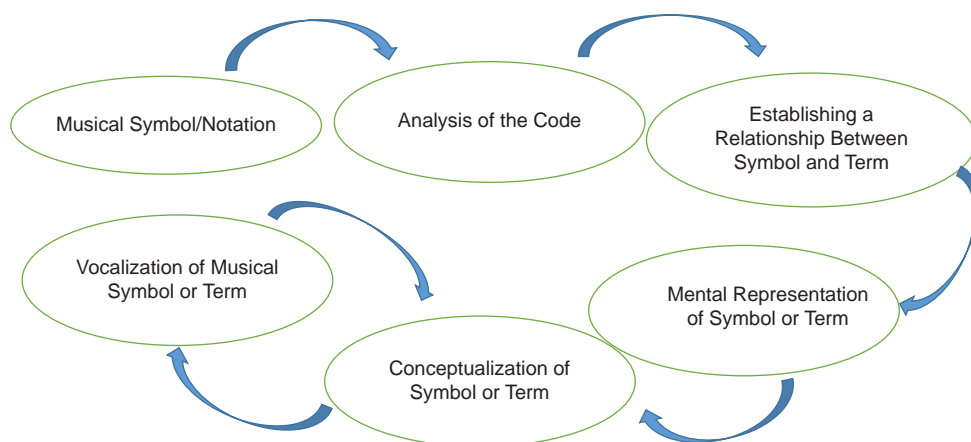 Musical Symbol/Notation
Analysis of the Code
Establishing a
Relationship Between
Symbol and Term
Mental Representation
of Symbol or Term
Conceptualization of
Symbol or Term
Vocalization of Musical
Symbol or Term